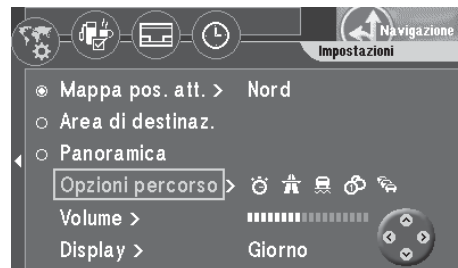 Navigazione
Impostazioni
Mappa pos. att. > Nord
Area di destinaz.
Panoramica
Opzioni percorso >
Volume >
Display > Giorno